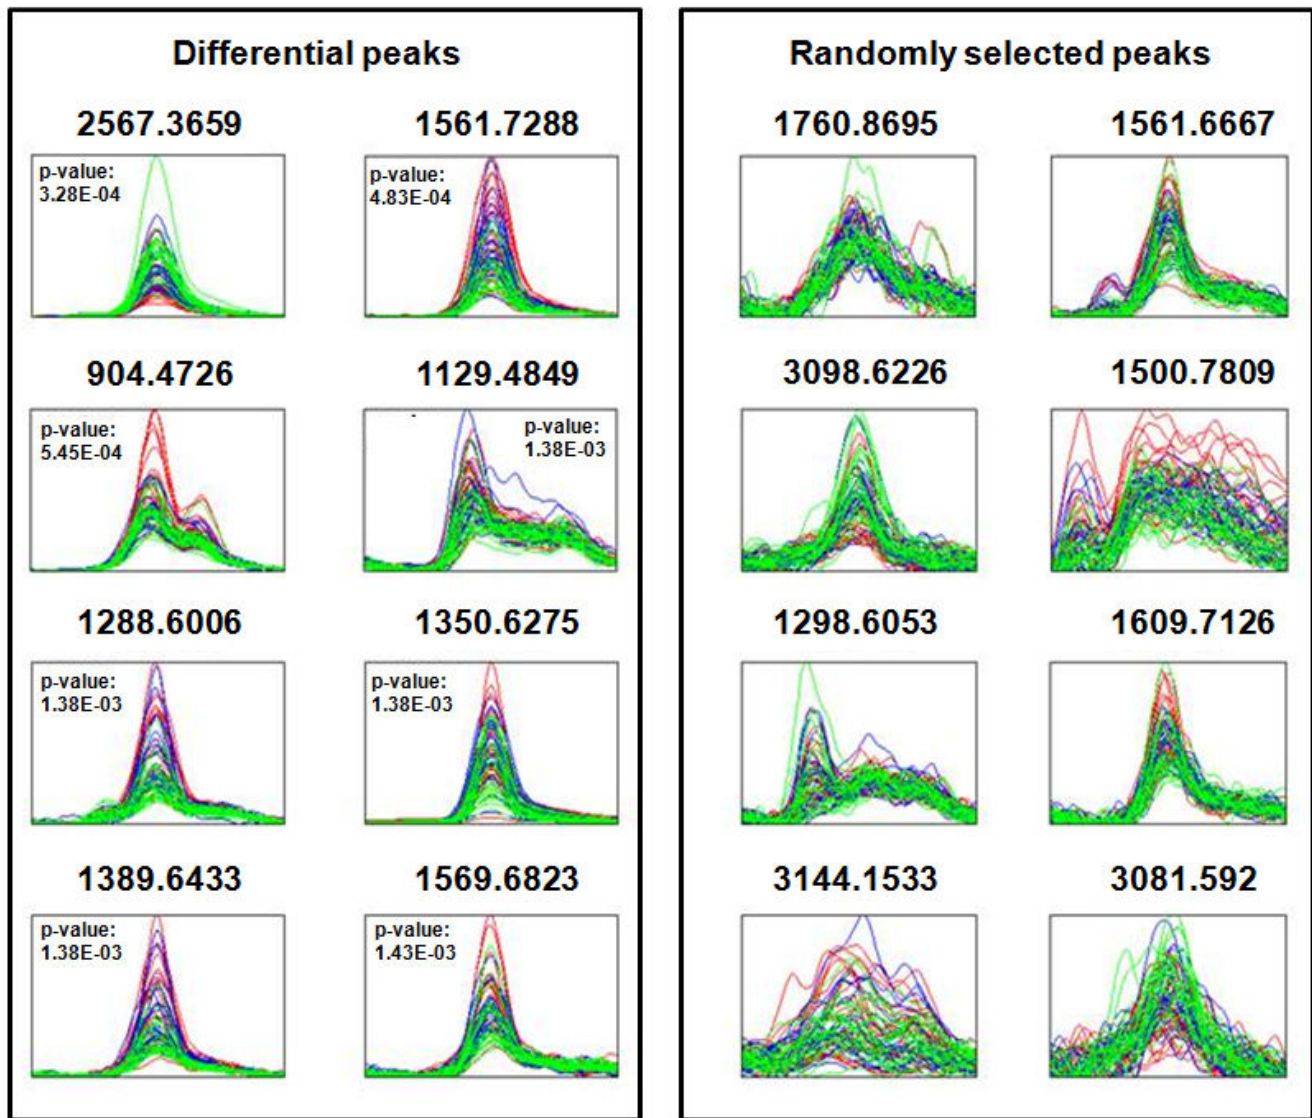 Differential peaks
2567.3659
p-value:
3.28E-04
1561.7288
p-value:
4.83E-04
904.4726
p-value:
5.45E-04
1129.4849
p-value:
1.38E-03
1288.6006
p-value:
1.38E-03
1350.6275
p-value:
1.38E-03
1389.6433
p-value:
1.38E-03
1569.6823
p-value:
1.43E-03
Randomly selected peaks
1760.8695
1561.6667
3098.6226
1500.7809
1298.6053
1609.7126
3144.1533
3081.592